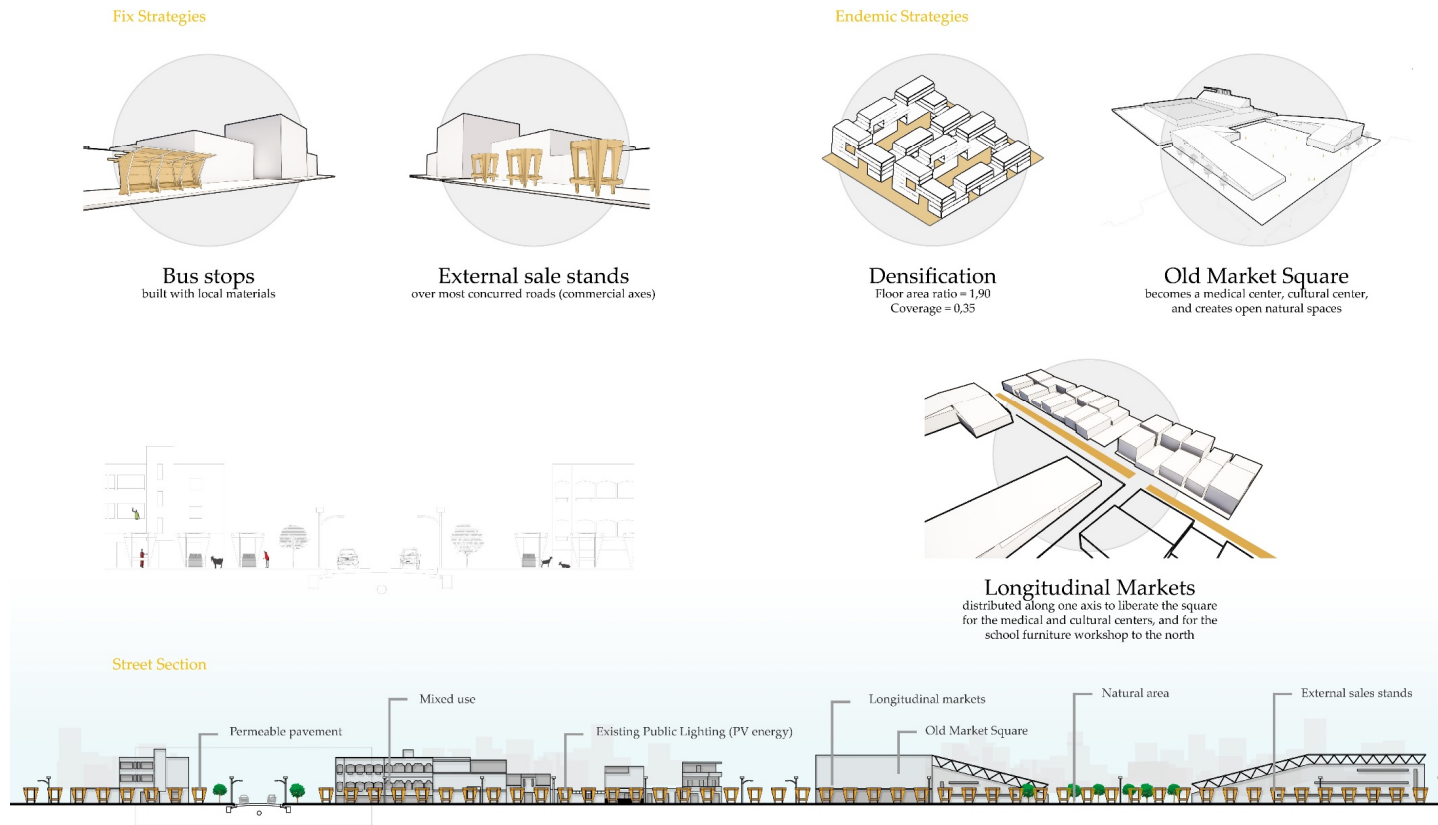 Fix Strategies
Endemic Strategies
Bus stops
built with local materials
External sale stands
over most concurred roads (commercial axes)
Densification
Floor area ratio = 1,90
Coverage = 0,35
Old Market Square
becomes a medical center, cultural center,
and creates open natural spaces
Longitudinal Markets
distributed along one axis to liberate the square
for the medical and cultural centers, and for the
school furniture workshop to the north
Street Section
Permeable pavement
Mixed use
Existing Public Lighting (PV energy)
Longitudinal markets
Old Market Square
Natural area
External sales stands